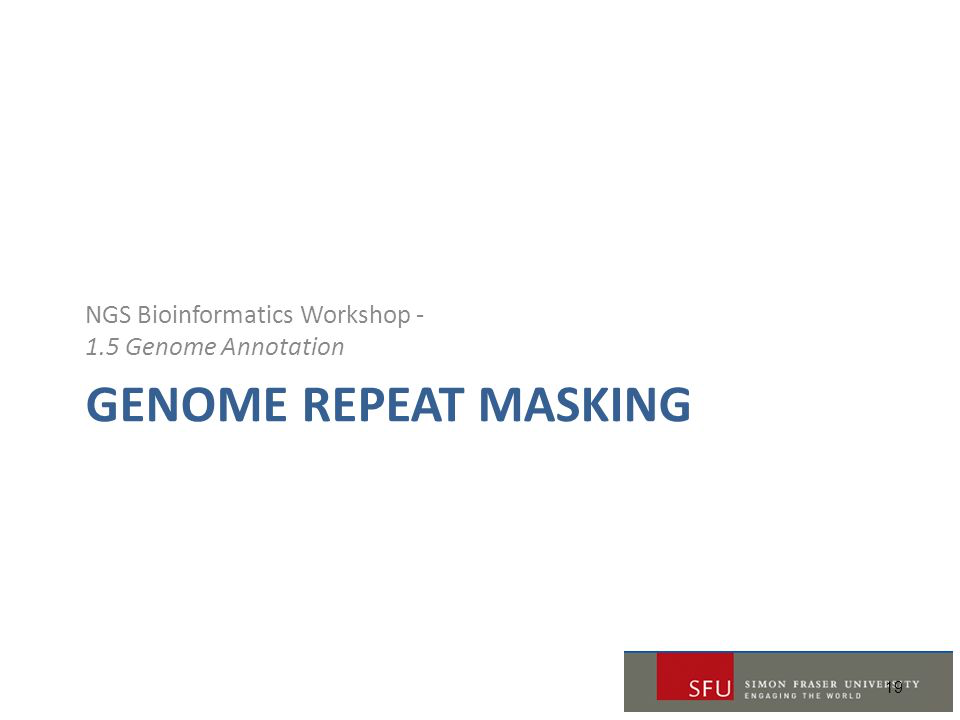 NGS Bioinformatics Workshop -
1.5 Genome Annotation
GENOME REPEAT MASKING
SFU
SIMON FRASER UNIVERSITY
ENGAGING THE WORLD
19